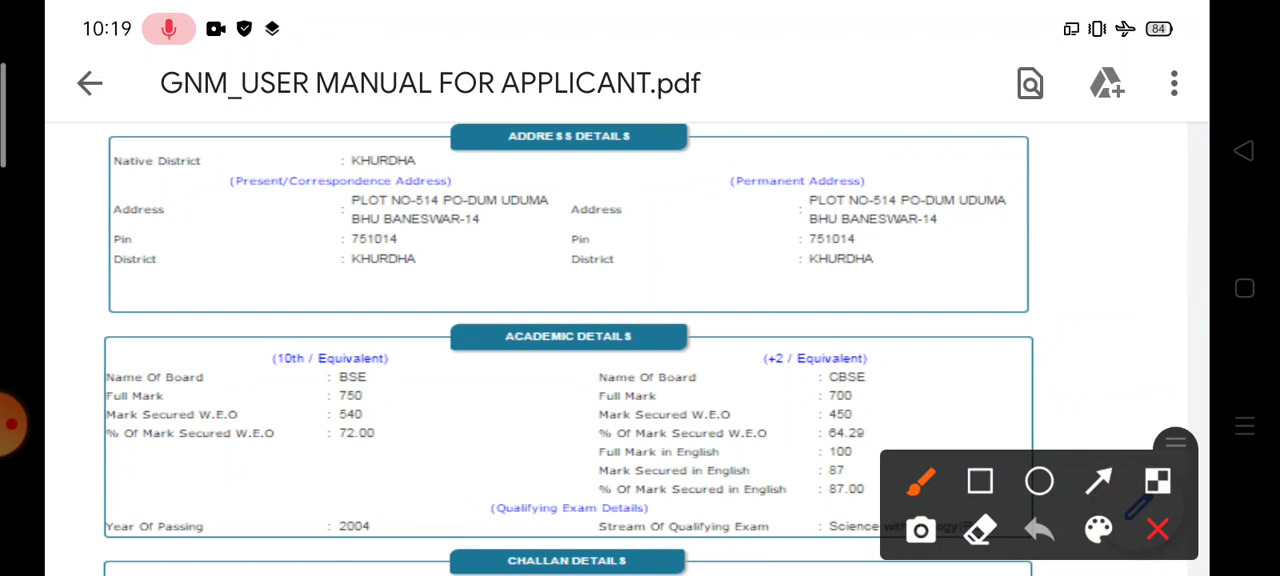 10:19
84
GNM_USER MANUAL FOR APPLICANT.pdf
ADDRESS DETAILS
Native District : KHURDHA
(Present/Correspondence Address) (Permanent Address)
Address : PLOT NO-514 PO-DUM UDUMA BHU BANESWAR-14 Address : PLOT NO-514 PO-DUM UDUMA BHU BANESWAR-14
Pin : 751014 Pin : 751014
District : KHURDHA District : KHURDHA
ACADEMIC DETAILS
(10th / Equivalent) (+2 / Equivalent)
Name Of Board : BSE Name Of Board : CBSE
Full Mark : 750 Full Mark : 700
Mark Secured W.E.O : 540 Mark Secured W.E.O : 450
% Of Mark Secured W.E.O : 72.00 % Of Mark Secured W.E.O : 64.29
Full Mark in English : 100
Mark Secured in English : 87
% Of Mark Secured in English : 87.00
(Qualifying Exam Details)
Year Of Passing : 2004 Stream Of Qualifying Exam : Science
CHALLAN DETAILS